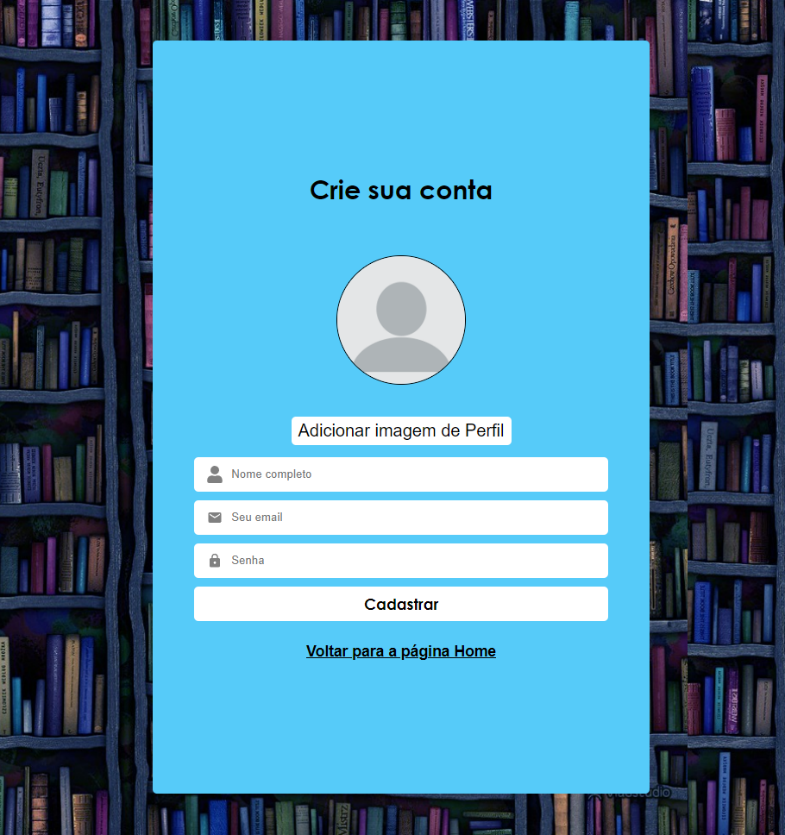 Crie sua conta
Adicionar imagem de Perfil
Nome completo
Seu email
Senha
Cadastrar
Voltar para a página Home